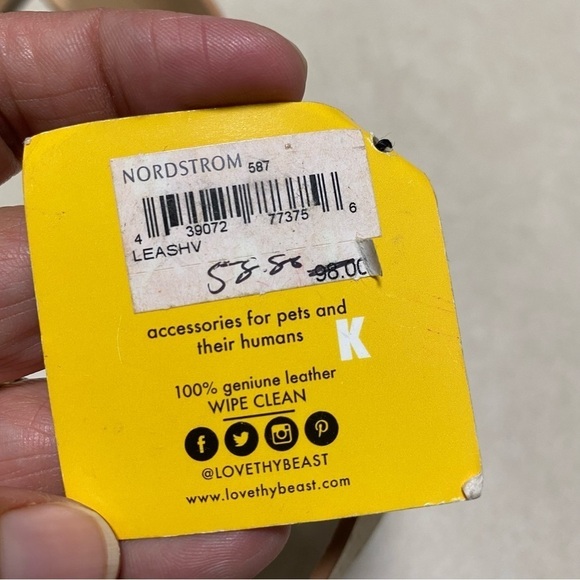 NORDSTROM 587
4 39072 77375 6
LEASHV
58.80 98.00
accessories for pets and
their humans
K
100% geniune leather
WIPE CLEAN
@LOVETHYBEAST
www.lovethybeast.com